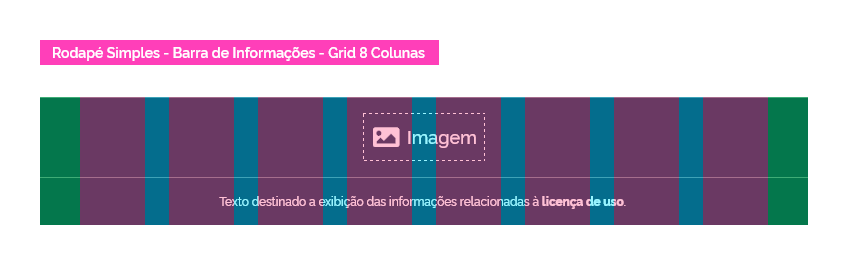 Rodapé Simples - Barra de Informações - Grid 8 Colunas
Imagem
Texto destinado a exibição das informações relacionadas à licença de uso.